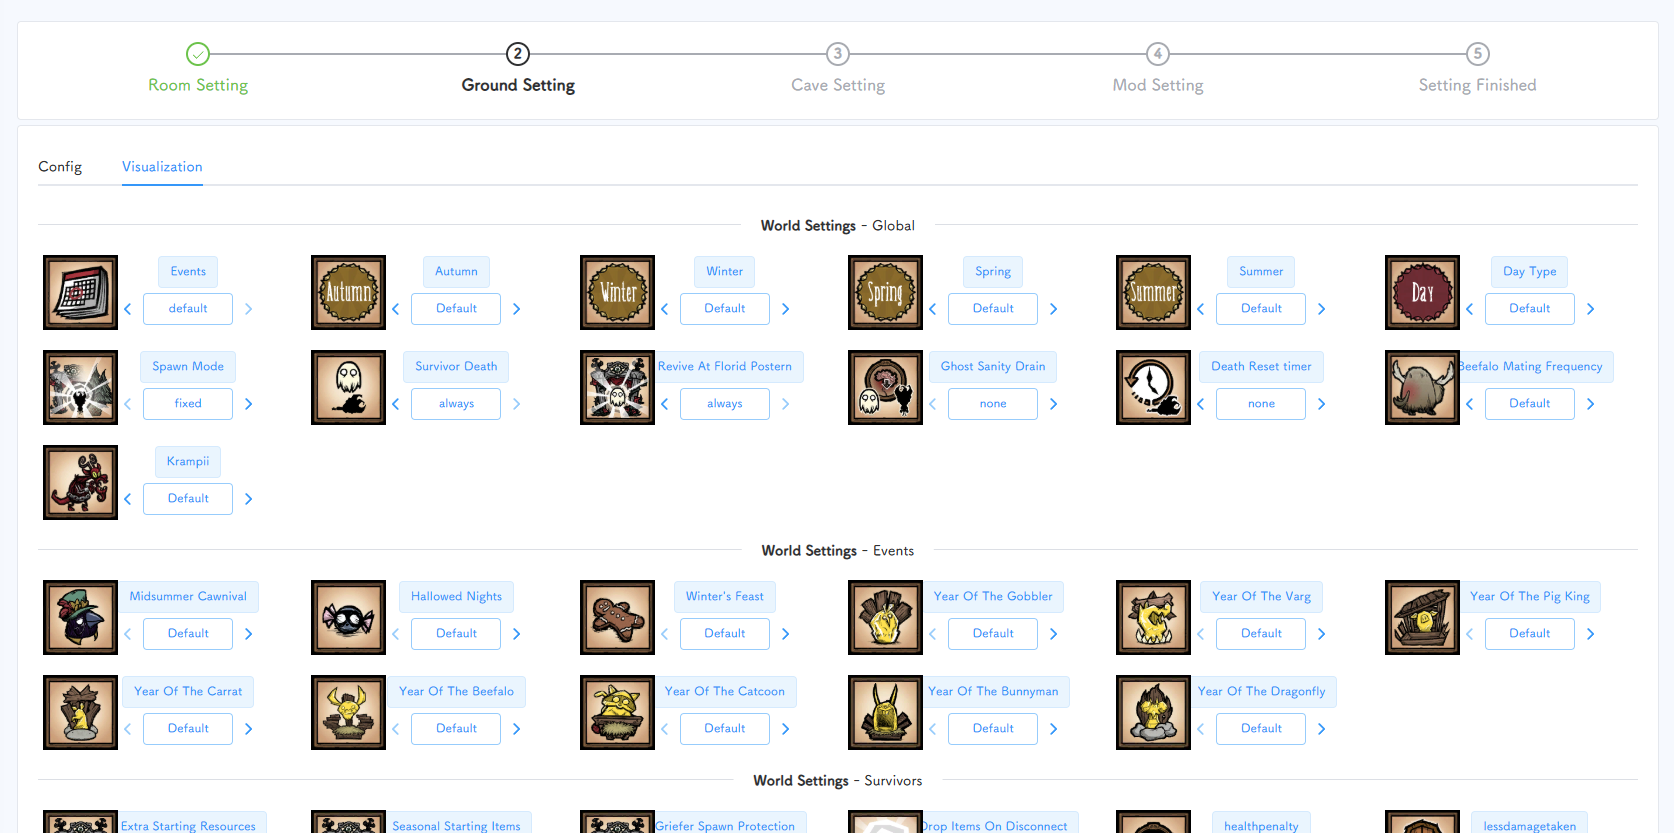 2 3 4 5
Room Setting Ground Setting Cave Setting Mod Setting Setting Finished
Config Visualization
World Settings - Global
Events Autumn Winter Spring Summer Day Type
Autumn Winter Spring Summer Day
default Default Default Default Default Default
Spawn Mode Survivor Death Revive At Florid Postern Ghost Sanity Drain Death Reset timer Beefalo Mating Frequency
fixed always always none none Default
Krampii
Default
World Settings - Events
Midsummer Cawnival Hallowed Nights Winter's Feast Year Of The Gobbler Year Of The Varg Year Of The Pig King
Default Default Default Default Default Default
Year Of The Carrat Year Of The Beefalo Year Of The Catcoon Year Of The Bunnyman Year Of The Dragonfly
Default Default Default Default Default
World Settings - Survivors
Extra Starting Resources Seasonal Starting Items Griefer Spawn Protection Drop Items On Disconnect healthpenalty lessdamagetaken